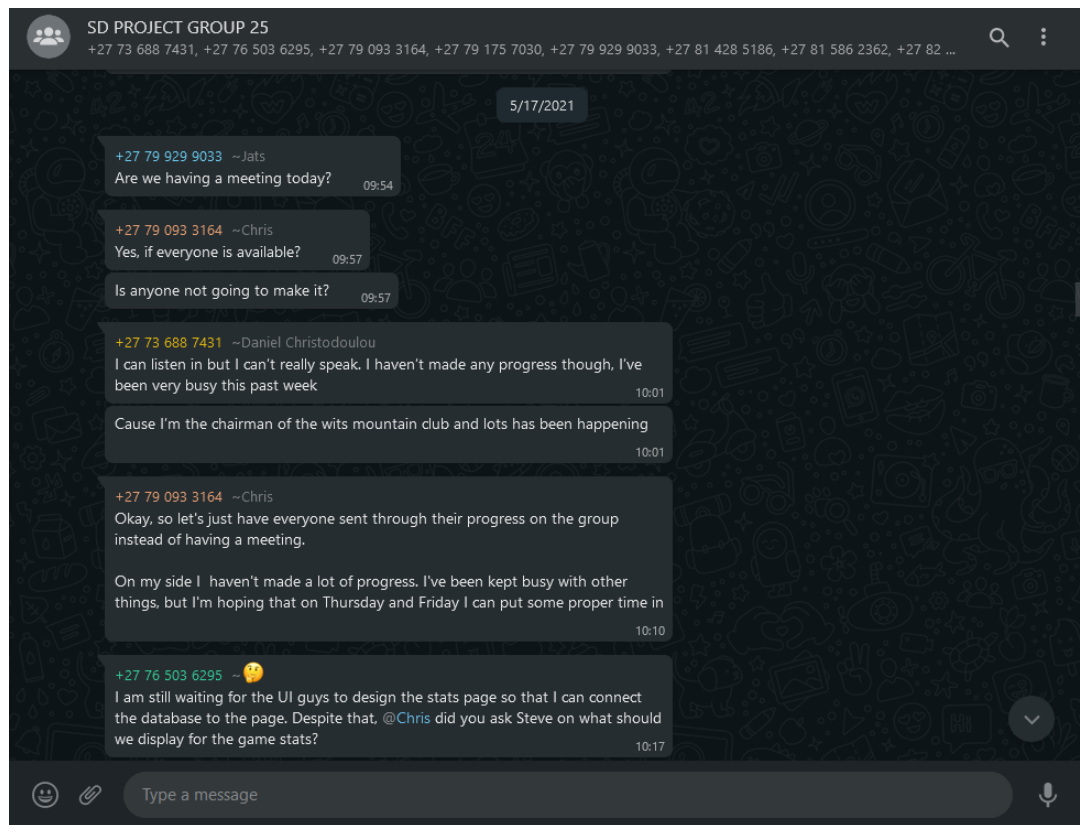 SD PROJECT GROUP 25
+27 73 688 7431, +27 76 503 6295, +27 79 093 3164, +27 79 175 7030, +27 79 929 9033, +27 81 428 5186, +27 81 586 2362, +27 82 ...
5/17/2021
+27 79 929 9033 ~Jats
Are we having a meeting today?
09:54
+27 79 093 3164 ~Chris
Yes, if everyone is available?
09:57
Is anyone not going to make it?
09:57
+27 73 688 7431 ~Daniel Christodoulou
I can listen in but I can't really speak. I haven't made any progress though, I've
been very busy this past week
10:01
Cause I'm the chairman of the wits mountain club and lots has been happening
10:01
+27 79 093 3164 ~Chris
Okay, so let's just have everyone sent through their progress on the group
instead of having a meeting.
On my side I  haven't made a lot of progress. I've been kept busy with other
things, but I'm hoping that on Thursday and Friday I can put some proper time in
10:10
+27 76 503 6295 ~🤔
I am still waiting for the UI guys to design the stats page so that I can connect
the database to the page. Despite that, @Chris did you ask Steve on what should
we display for the game stats?
10:17
Type a message